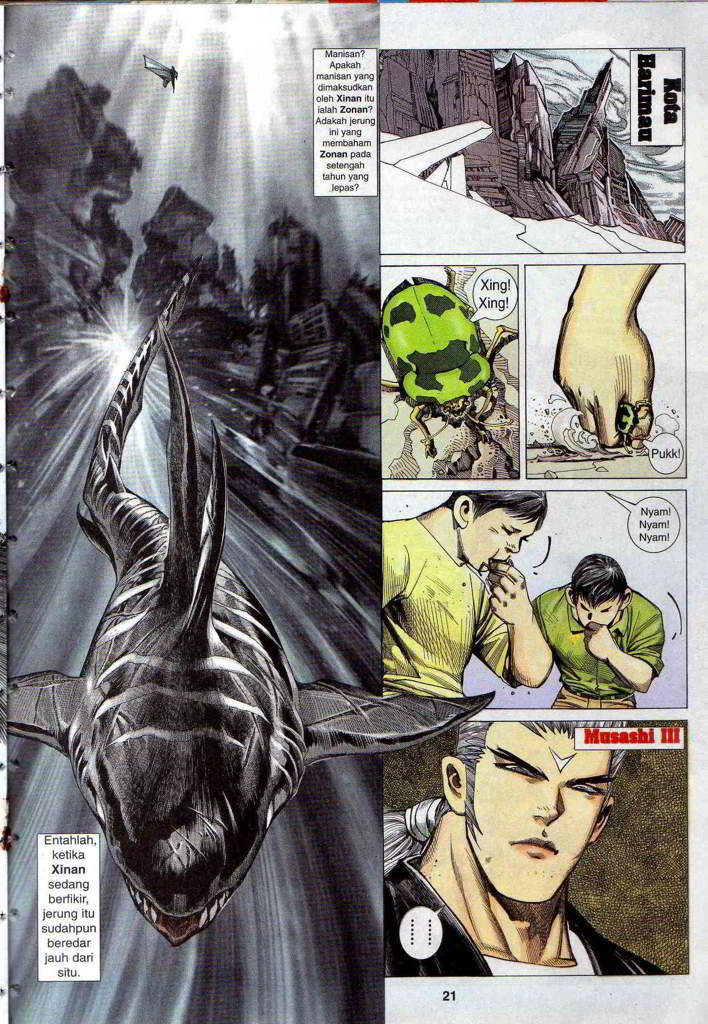 Manisan?
Apakah
manisan yang
dimaksudkan
oleh Xinan itu
ialah Zonan?
Adakah jerung
ini yang
membaham
Zonan pada
setengah
tahun yang
lepas?
Entahlah,
ketika
Xinan
sedang
berfikir,
jerung itu
sudahpun
beredar
jauh dari
situ.
Kota
Harimau
Xing!
Xing!
Pukk!
Nyam!
Nyam!
Nyam!
Musashi III
21